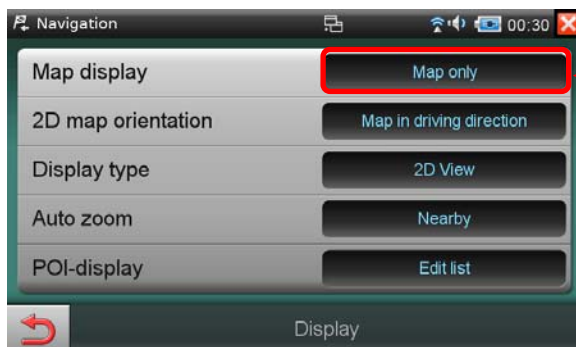 Navigation 00:30
Map display Map only
2D map orientation Map in driving direction
Display type 2D View
Auto zoom Nearby
POI-display Edit list
Display